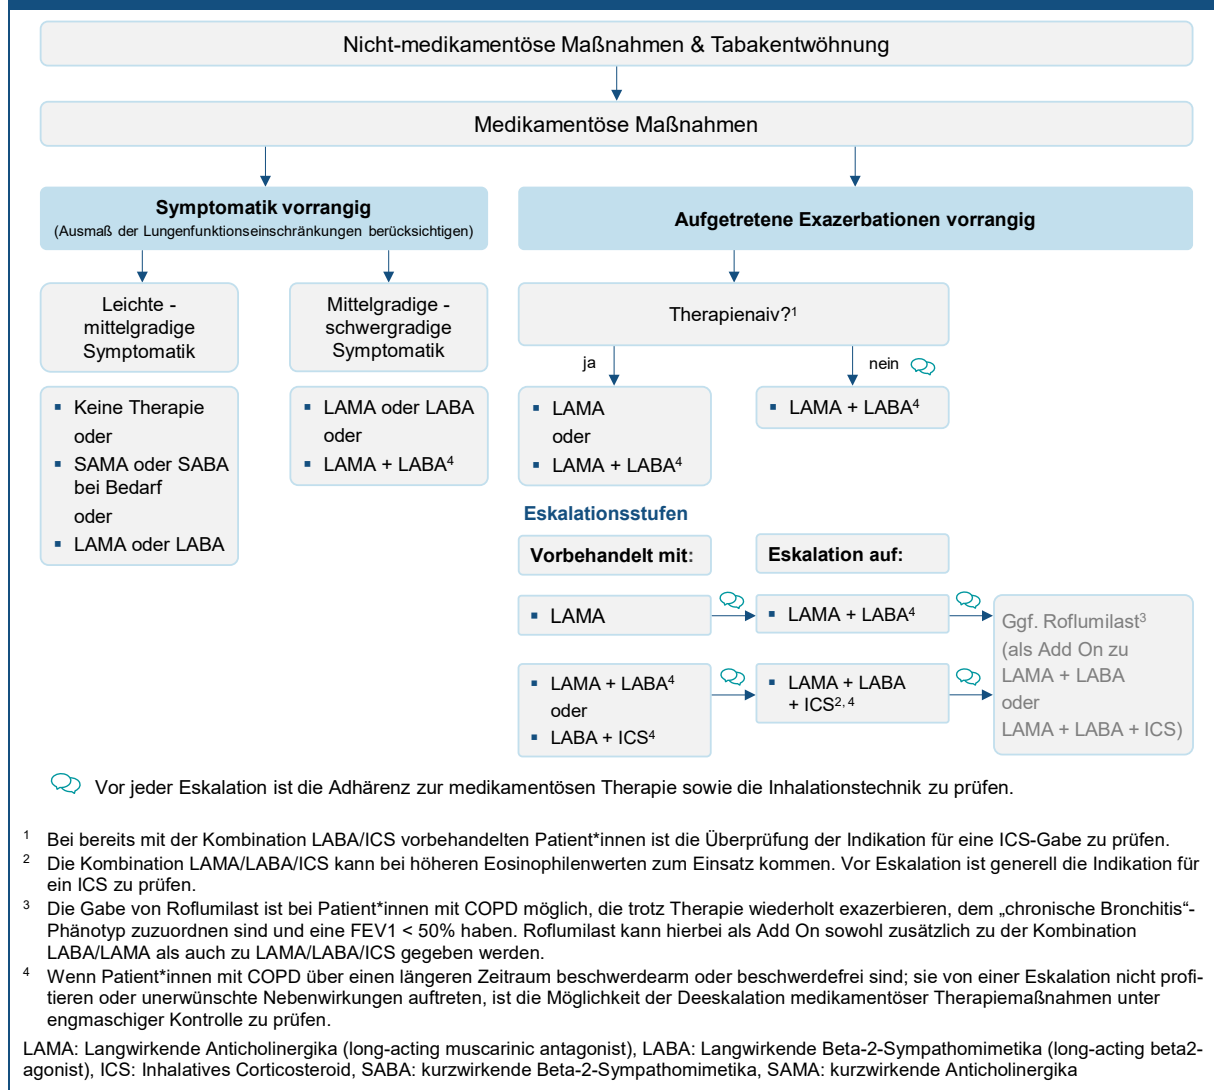 Nicht-medikamentöse Maßnahmen & Tabakentwöhnung
Medikamentöse Maßnahmen
Symptomatik vorrangig
(Ausmaß der Lungenfunktionseinschränkungen berücksichtigen)
Aufgetretene Exazerbationen vorrangig
Leichte -
mittelgradige
Symptomatik
Mittelgradige -
schwergradige
Symptomatik
Therapienaiv?¹
ja
nein
▪ Keine Therapie
oder
▪ SAMA oder SABA
bei Bedarf
oder
▪ LAMA oder LABA
▪ LAMA oder LABA
oder
▪ LAMA + LABA⁴
▪ LAMA
oder
▪ LAMA + LABA⁴
▪ LAMA + LABA⁴
Eskalationsstufen
Vorbehandelt mit:
Eskalation auf:
▪ LAMA
▪ LAMA + LABA⁴
▪ LAMA + LABA⁴
oder
▪ LABA + ICS⁴
▪ LAMA + LABA
+ ICS²,⁴
Ggf. Roflumilast³
(als Add On zu
LAMA + LABA
oder
LAMA + LABA + ICS)
Vor jeder Eskalation ist die Adhärenz zur medikamentösen Therapie sowie die Inhalationstechnik zu prüfen.
¹ Bei bereits mit der Kombination LABA/ICS vorbehandelten Patient*innen ist die Überprüfung der Indikation für eine ICS-Gabe zu prüfen.
² Die Kombination LAMA/LABA/ICS kann bei höheren Eosinophilenwerten zum Einsatz kommen. Vor Eskalation ist generell die Indikation für
ein ICS zu prüfen.
³ Die Gabe von Roflumilast ist bei Patient*innen mit COPD möglich, die trotz Therapie wiederholt exazerbieren, dem „chronische Bronchitis“-
Phänotyp zuzuordnen sind und eine FEV1 < 50% haben. Roflumilast kann hierbei als Add On sowohl zusätzlich zu der Kombination
LABA/LAMA als auch zu LAMA/LABA/ICS gegeben werden.
⁴ Wenn Patient*innen mit COPD über einen längeren Zeitraum beschwerdearm oder beschwerdefrei sind; sie von einer Eskalation nicht profi-
tieren oder unerwünschte Nebenwirkungen auftreten, ist die Möglichkeit der Deeskalation medikamentöser Therapiemaßnahmen unter
engmaschiger Kontrolle zu prüfen.
LAMA: Langwirkende Anticholinergika (long-acting muscarinic antagonist), LABA: Langwirkende Beta-2-Sympathomimetika (long-acting beta2-
agonist), ICS: Inhalatives Corticosteroid, SABA: kurzwirkende Beta-2-Sympathomimetika, SAMA: kurzwirkende Anticholinergika